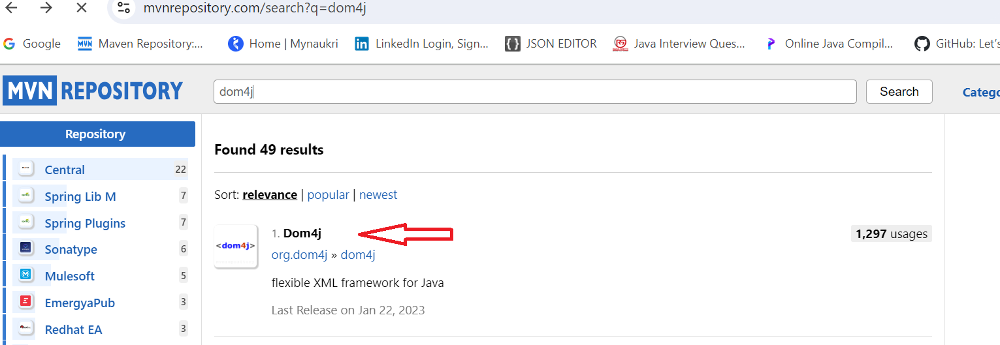 mvnrepository.com/search?q=dom4j
Google
Maven Repository:...
Home | Mynaukri
LinkedIn Login, Sign...
JSON EDITOR
Java Interview Ques...
Online Java Compil...
GitHub: Let's
MVN REPOSITORY
dom4j
Search
Catego
Repository
Central 22
Spring Lib M 7
Spring Plugins 7
Sonatype 6
Mulesoft 5
EmergyaPub 3
Redhat EA 3
Found 49 results
Sort: relevance | popular | newest
<dom4j>
1. Dom4j
1,297 usages
org.dom4j » dom4j
flexible XML framework for Java
Last Release on Jan 22, 2023